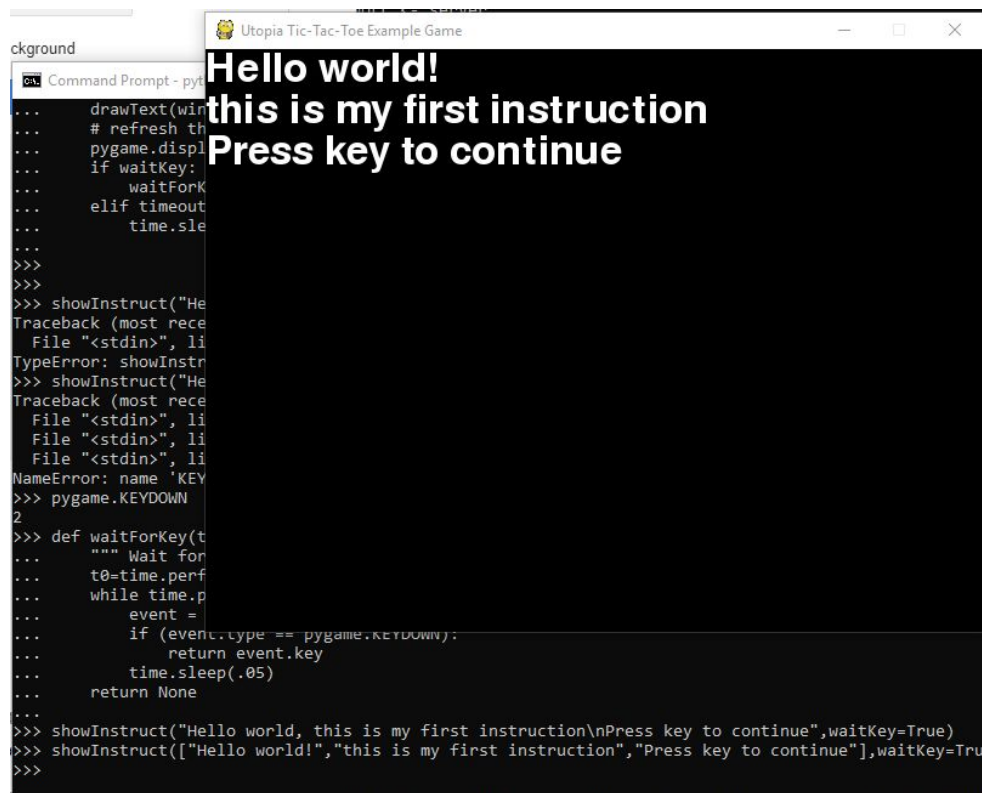 ckground
Utopia Tic-Tac-Toe Example Game
Hello world!
this is my first instruction
Press key to continue
Command Prompt - pyt
...     drawText(win
...     # refresh th
...     pygame.displ
...     if waitKey:
...         waitForK
...     elif timeout
...         time.sle
...
>>>
>>>
>>> showInstruct("He
Traceback (most rece
  File "<stdin>", li
TypeError: showInstr
>>> showInstruct("He
Traceback (most rece
  File "<stdin>", li
  File "<stdin>", li
  File "<stdin>", li
NameError: name 'KEY
>>> pygame.KEYDOWN
2
>>> def waitForKey(t
...     """ Wait for
...     t0=time.perf
...     while time.p
...         event =
...         if (event.type == pygame.KEYDOWN):
...             return event.key
...         time.sleep(.05)
...     return None
...
>>> showInstruct("Hello world, this is my first instruction\nPress key to continue",waitKey=True)
>>> showInstruct(["Hello world!","this is my first instruction","Press key to continue"],waitKey=Tru
>>>